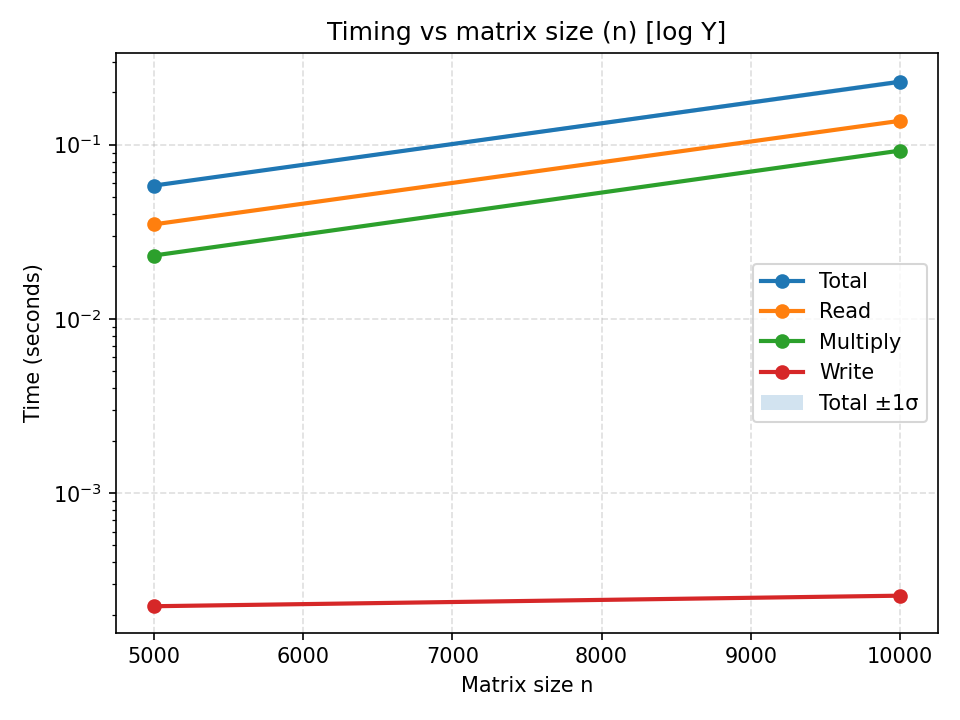 Timing vs matrix size (n) [log Y]
Time (seconds)
10⁻¹
10⁻²
10⁻³
Total
Read
Multiply
Write
Total ±1σ
5000 6000 7000 8000 9000 10000
Matrix size n